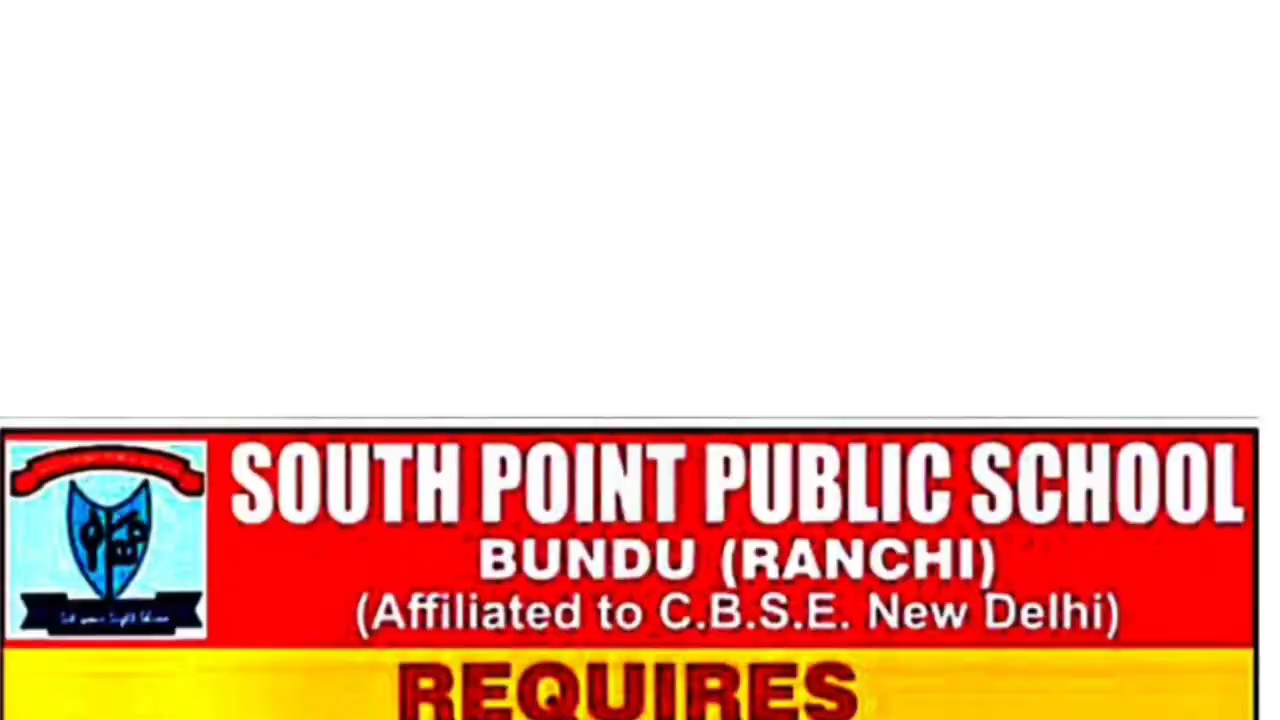 SOUTH POINT PUBLIC SCHOOL
BUNDU (RANCHI)
(Affiliated to C.B.S.E. New Delhi)
REQUIRES